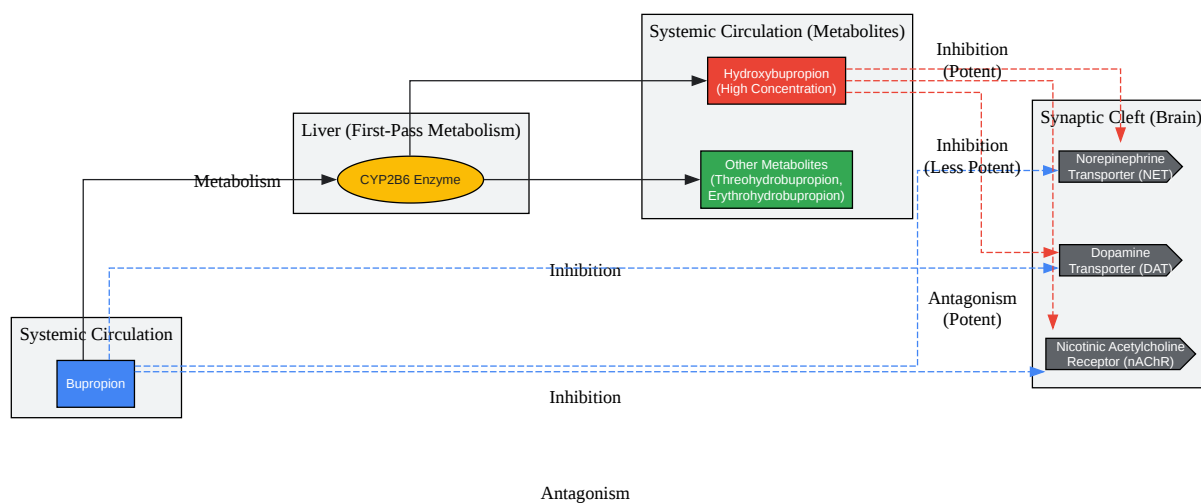 Systemic Circulation (Metabolites)
Hydroxybupropion
(High Concentration)
Inhibition
(Potent)
Liver (First-Pass Metabolism)
CYP2B6 Enzyme
Metabolism
Other Metabolites
(Threohydrobupropion,
Erythrohydrobupropion)
Inhibition
(Less Potent)
Synaptic Cleft (Brain)
Norepinephrine
Transporter (NET)
Dopamine
Transporter (DAT)
Inhibition
Antagonism
(Potent)
Nicotinic Acetylcholine
Receptor (nAChR)
Systemic Circulation
Bupropion
Inhibition
Antagonism